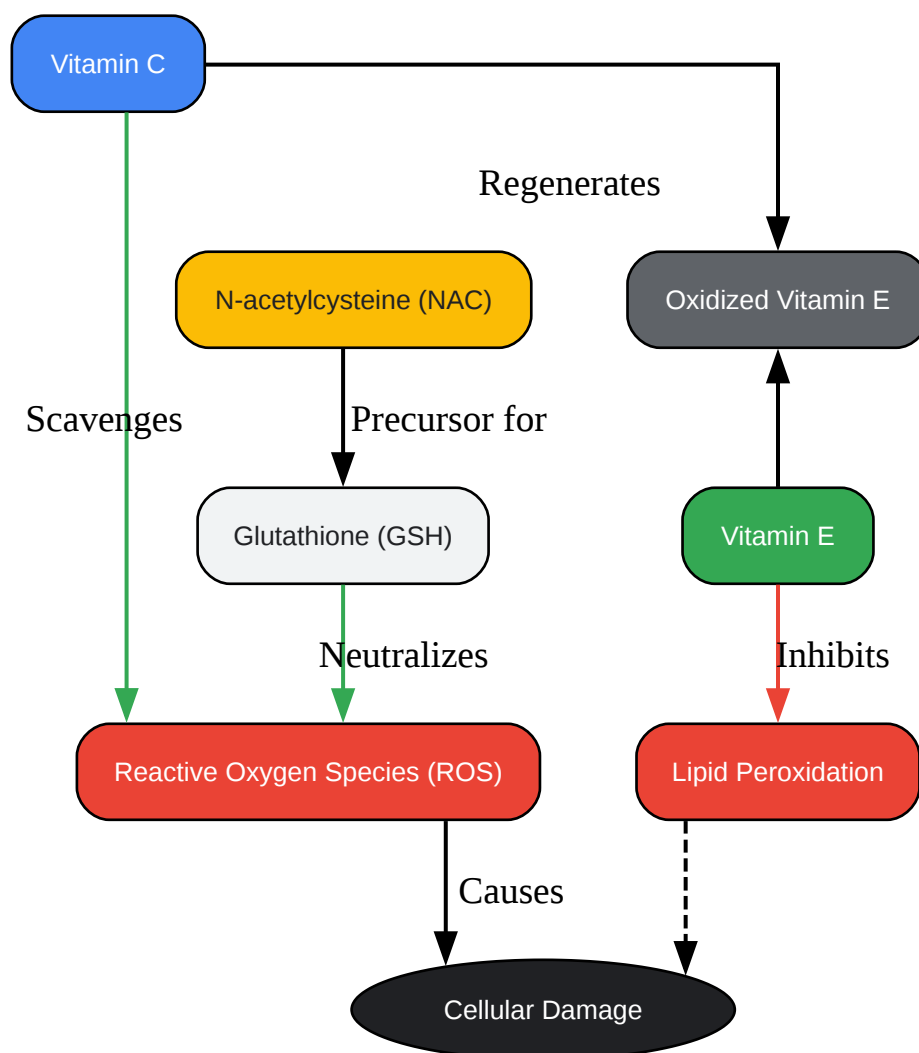 Vitamin C
Regenerates
N-acetylcysteine (NAC)
Oxidized Vitamin E
Scavenges
Precursor for
Glutathione (GSH)
Vitamin E
Neutralizes
Inhibits
Reactive Oxygen Species (ROS)
Lipid Peroxidation
Causes
Cellular Damage